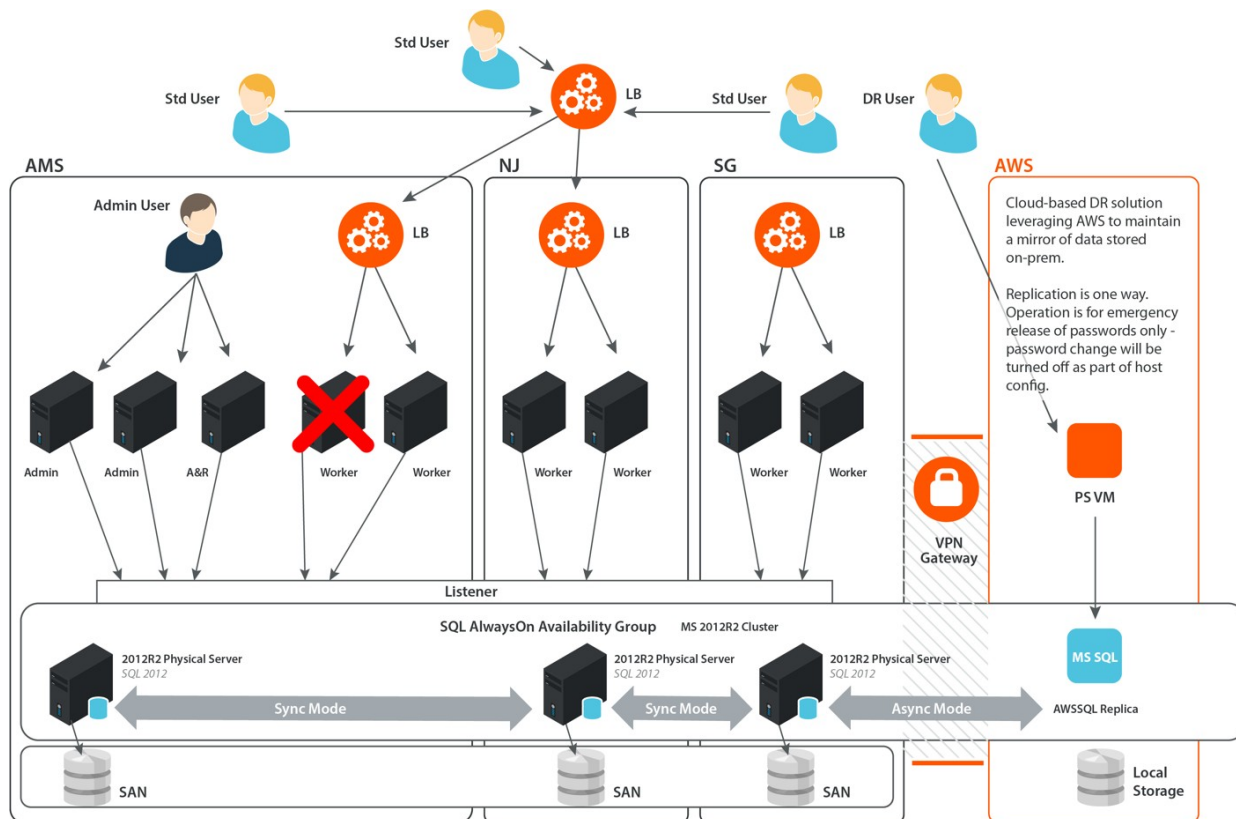 Std User
LB
Std User
Std User
DR User
AMS
NJ
SG
AWS
Admin User
LB
LB
LB
Cloud-based DR solution
leveraging AWS to maintain
a mirror of data stored
on-prem.
Replication is one way.
Operation is for emergency
release of passwords only -
password change will be
turned off as part of host
config.
Admin
Admin
A&R
Worker
Worker
Worker
Worker
Worker
Worker
PS VM
VPN
Gateway
Listener
SQL AlwaysOn Availability Group
MS 2012R2 Cluster
2012R2 Physical Server
SQL 2012
2012R2 Physical Server
SQL 2012
2012R2 Physical Server
SQL 2012
MS SQL
Sync Mode
Sync Mode
Async Mode
AWSSQL Replica
SAN
SAN
SAN
Local
Storage